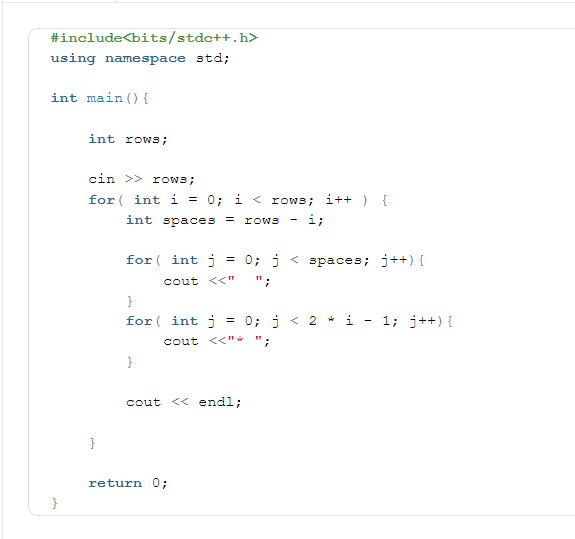 #include<bits/stdc++.h>
using namespace std;
int main(){
int rows;
cin >> rows;
for( int i = 0; i < rows; i++ ) {
int spaces = rows - i;
for( int j = 0; j < spaces; j++){
cout <<"  ";
}
for( int j = 0; j < 2 * i - 1; j++){
cout <<"* ";
}
cout << endl;
}
return 0;
}